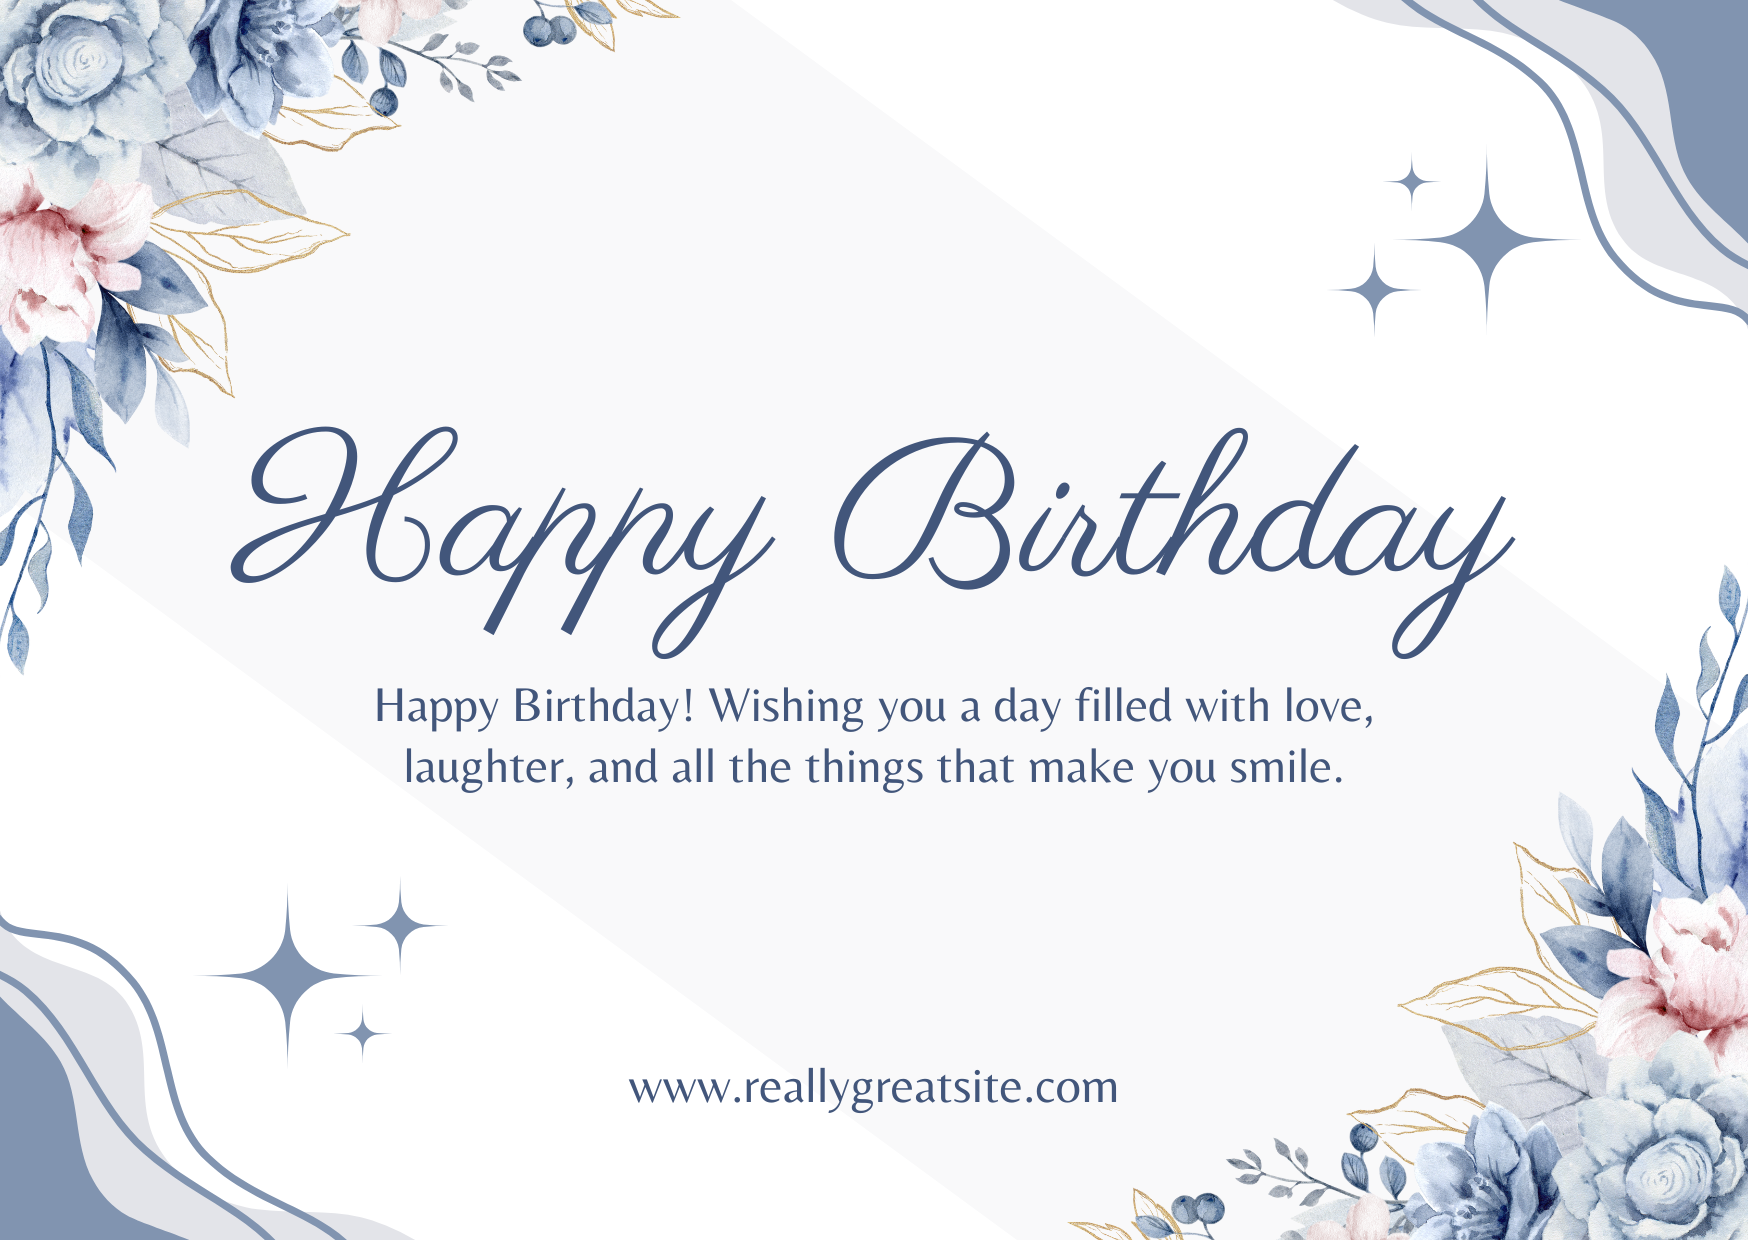 Happy Birthday
Happy Birthday! Wishing you a day filled with love,
laughter, and all the things that make you smile.
www.reallygreatsite.com